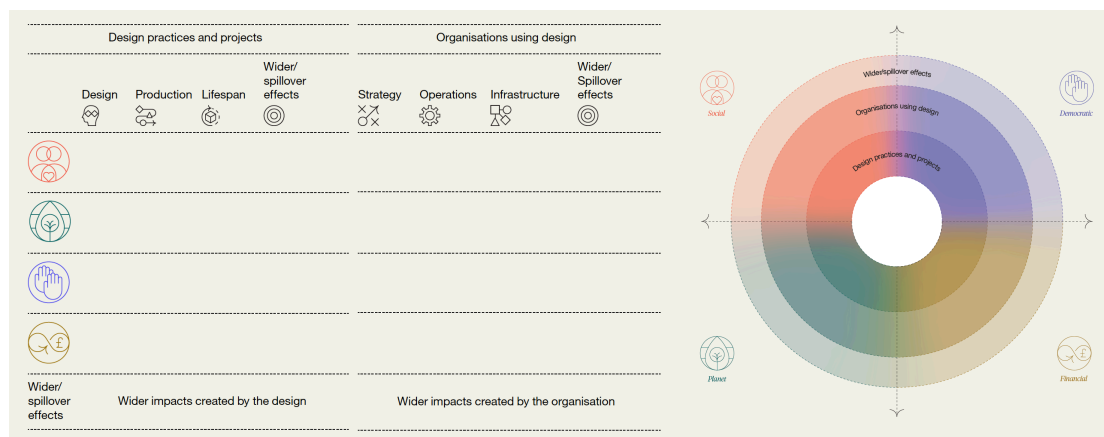 Design practices and projects
Organisations using design
Design
Production
Lifespan
Wider/
spillover
effects
Strategy
Operations
Infrastructure
Wider/
Spillover
effects
£
Wider/
spillover
effects
Wider impacts created by the design
Wider impacts created by the organisation
Wider/spillover effects
Organisations using design
Design practices and projects
Social
Democratic
Planet
£
Financial